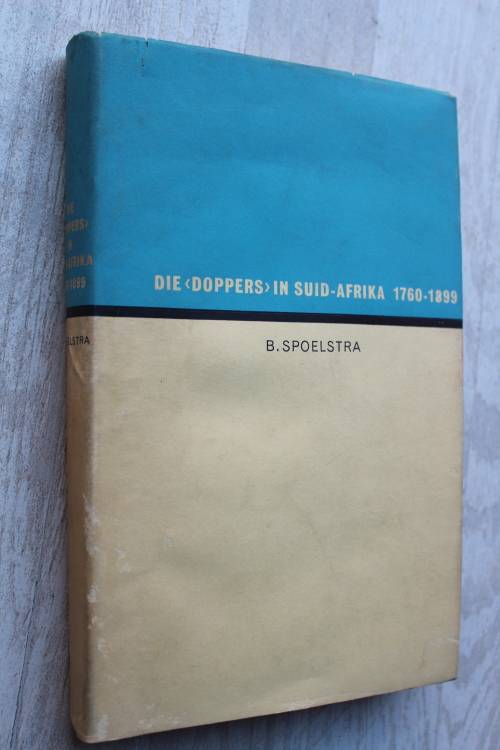 DIE ‹DOPPERS› IN SUID-AFRIKA 1760-1899
B. SPOELSTRA